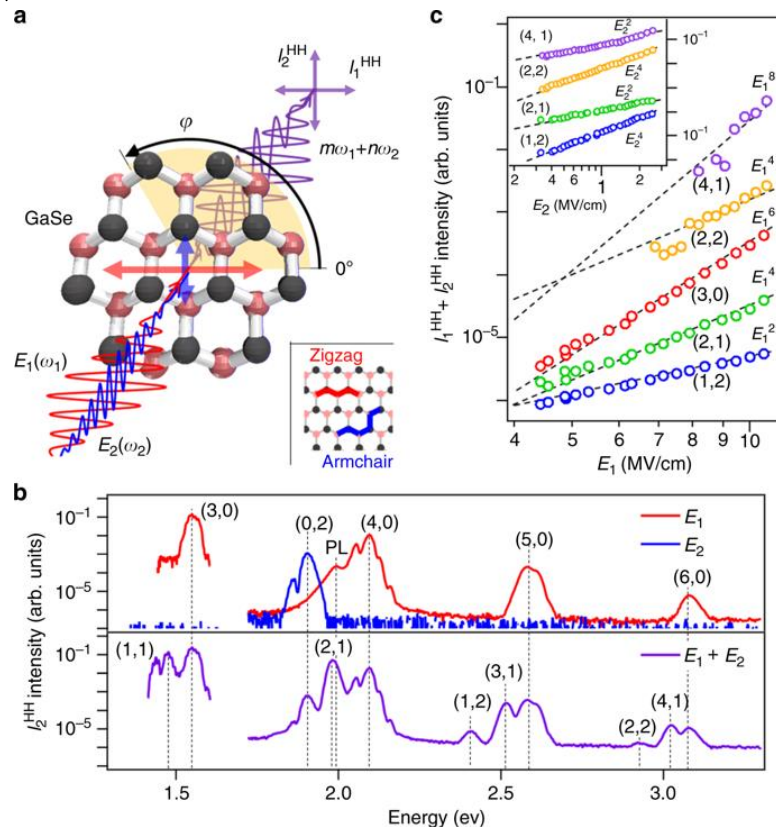 a
I₂ᴴᴴ
I₁ᴴᴴ
φ
mω₁+nω₂
GaSe
0°
E₁(ω₁)
E₂(ω₂)
Zigzag
Armchair
c
(4, 1)
(2,2)
(2,1)
(1,2)
E₂²
E₂⁴
E₂²
E₂⁴
10⁻¹
10⁻¹
2
4
6
8
1
2
E₂ (MV/cm)
10⁻¹
10⁻⁵
I₁ᴴᴴ+ I₂ᴴᴴ intensity (arb. units)
E₁⁸
(4,1)
E₁⁴
(2,2)
E₁⁶
(3,0)
E₁⁴
(2,1)
E₁²
(1,2)
4
5
6
7
8
9
10
E₁ (MV/cm)
b
I₂ᴴᴴ intensity (arb. units)
10⁻¹
10⁻⁵
(3,0)
(0,2)
PL
(4,0)
(5,0)
(6,0)
E₁
E₂
10⁻¹
10⁻⁵
(1,1)
(2,1)
(1,2)
(3,1)
(2,2)
(4,1)
E₁ + E₂
1.5
2.0
2.5
3.0
Energy (ev)